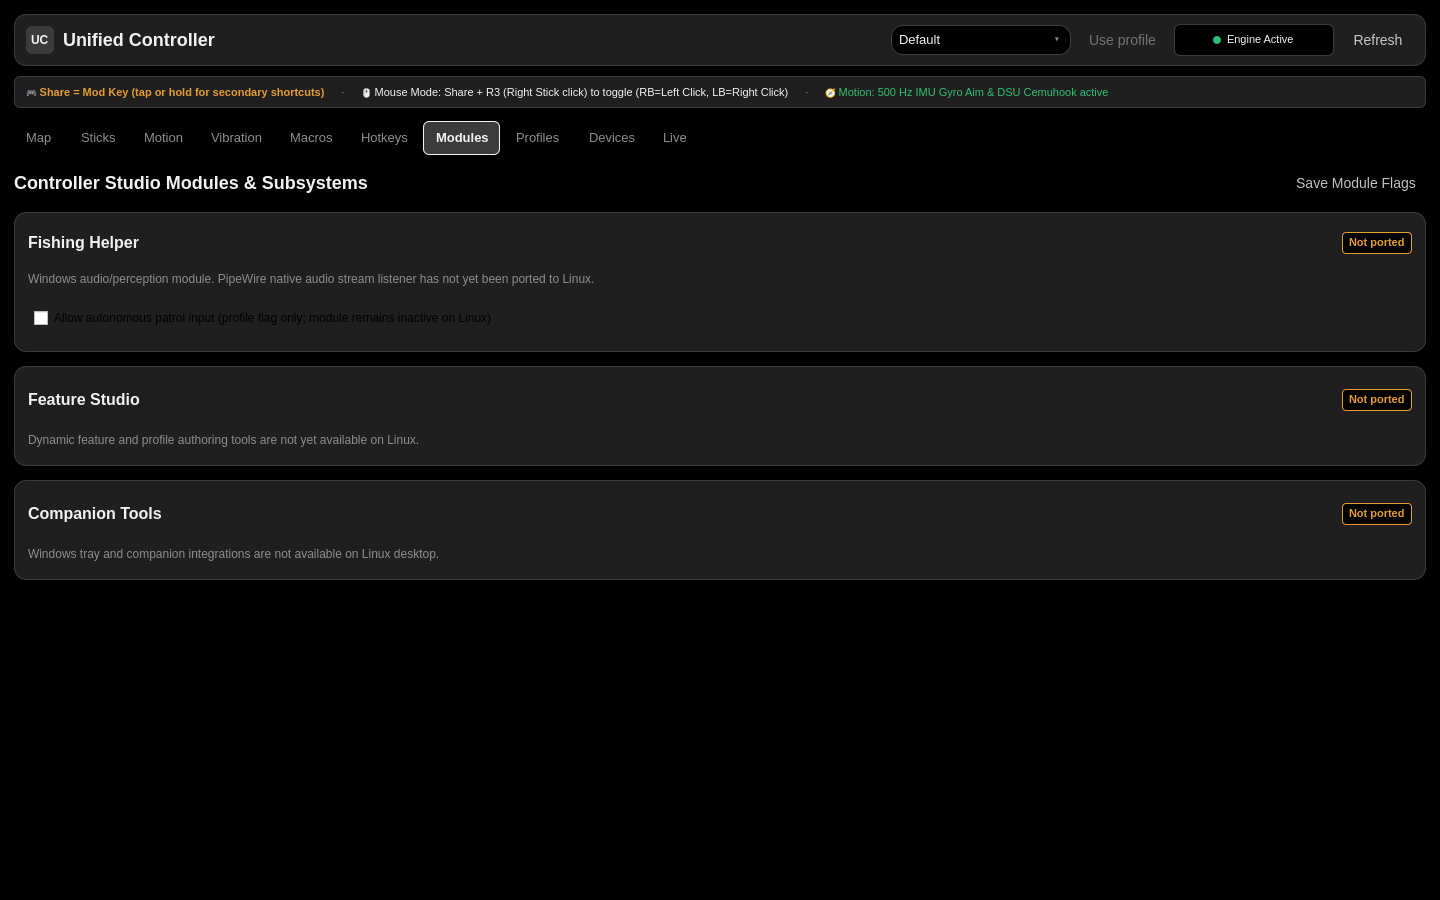 UC Unified Controller
Default
Use profile
Engine Active
Refresh
Share = Mod Key (tap or hold for secondary shortcuts) · Mouse Mode: Share + R3 (Right Stick click) to toggle (RB=Left Click, LB=Right Click) · Motion: 500 Hz IMU Gyro Aim & DSU Cemuhook active
Map Sticks Motion Vibration Macros Hotkeys Modules Profiles Devices Live
Controller Studio Modules & Subsystems
Save Module Flags
Fishing Helper
Not ported
Windows audio/perception module. PipeWire native audio stream listener has not yet been ported to Linux.
Allow autonomous patrol input (profile flag only; module remains inactive on Linux)
Feature Studio
Not ported
Dynamic feature and profile authoring tools are not yet available on Linux.
Companion Tools
Not ported
Windows tray and companion integrations are not available on Linux desktop.